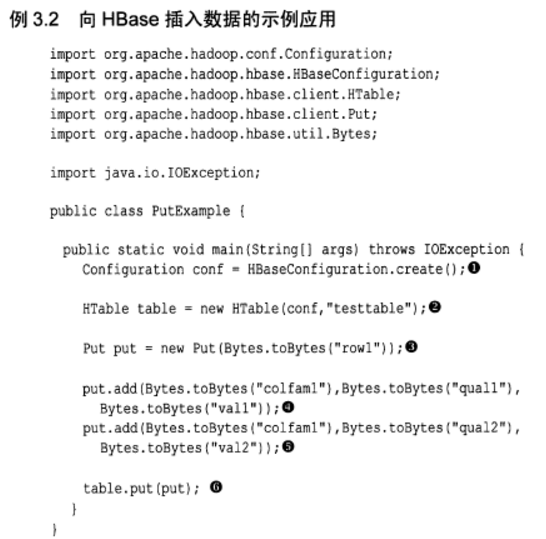 例 3.2 向 HBase 插入数据的示例应用
import org.apache.hadoop.conf.Configuration;
import org.apache.hadoop.hbase.HBaseConfiguration;
import org.apache.hadoop.hbase.client.HTable;
import org.apache.hadoop.hbase.client.Put;
import org.apache.hadoop.hbase.util.Bytes;
import java.io.IOException;
public class PutExample {
public static void main(String[] args) throws IOException {
Configuration conf = HBaseConfiguration.create();❶
HTable table = new HTable(conf,"testtable");❷
Put put = new Put(Bytes.toBytes("row1"));❸
put.add(Bytes.toBytes("colfam1"),Bytes.toBytes("qual1"),
Bytes.toBytes("val1"));❹
put.add(Bytes.toBytes("colfam1"),Bytes.toBytes("qual2"),
Bytes.toBytes("val2"));❺
table.put(put); ❻
}
}